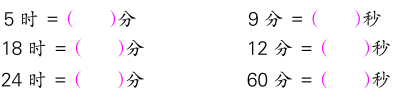 5 时 = (  )分  9 分 = (  )秒
18 时 = (  )分  12 分 = (  )秒
24 时 = (  )分  60 分 = (  )秒